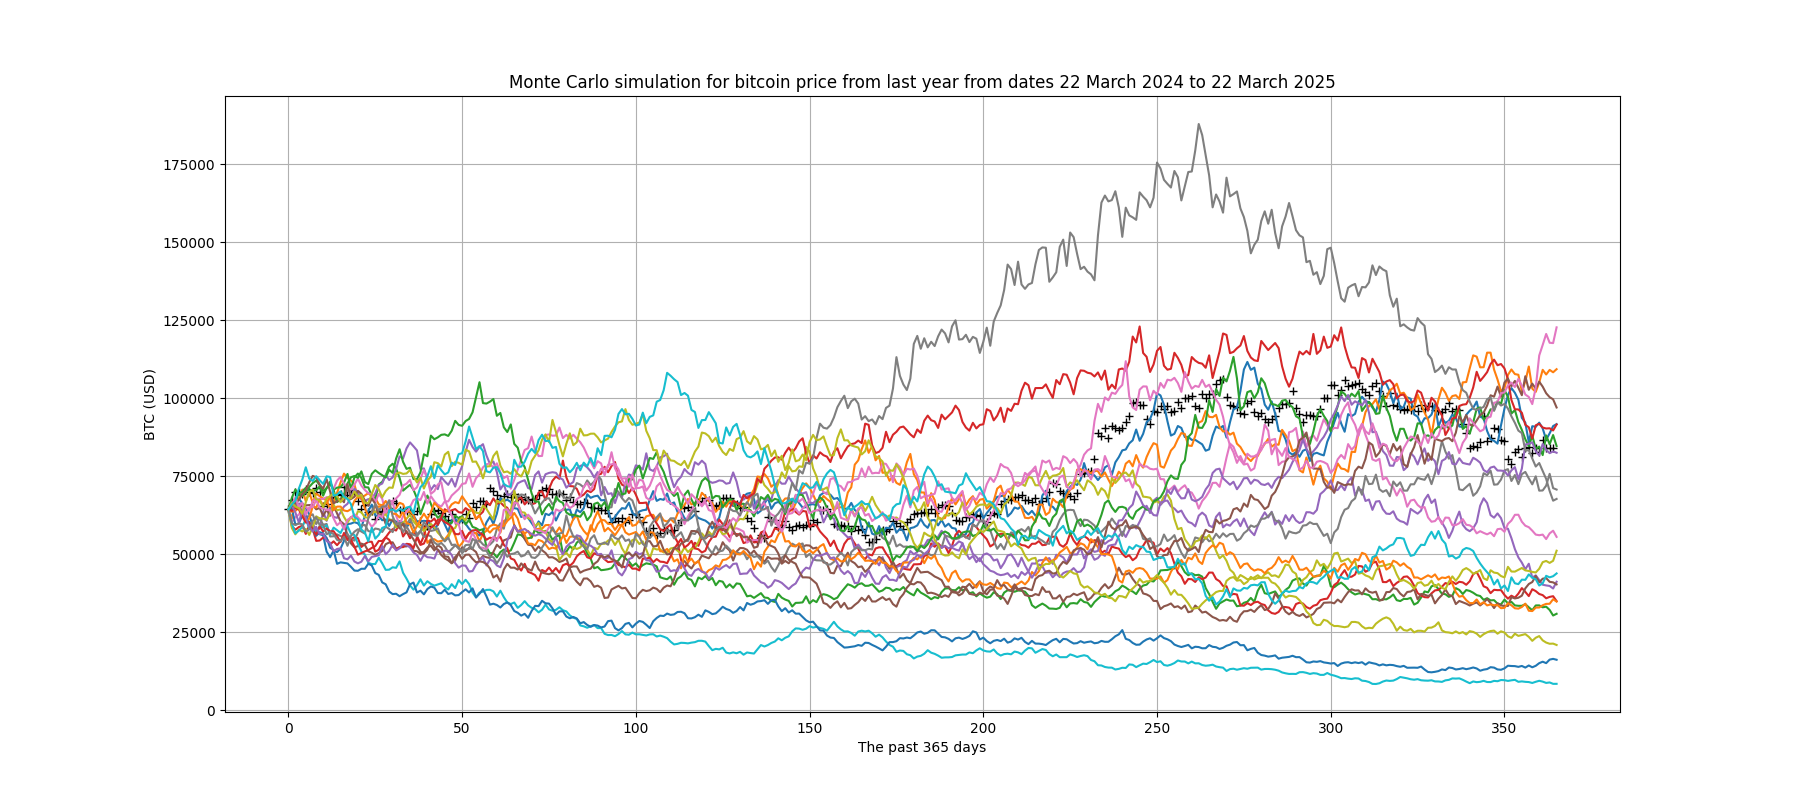 Monte Carlo simulation for bitcoin price from last year from dates 22 March 2024 to 22 March 2025
175000
150000
125000
100000
75000
50000
25000
0
BTC (USD)
0 50 100 150 200 250 300 350
The past 365 days